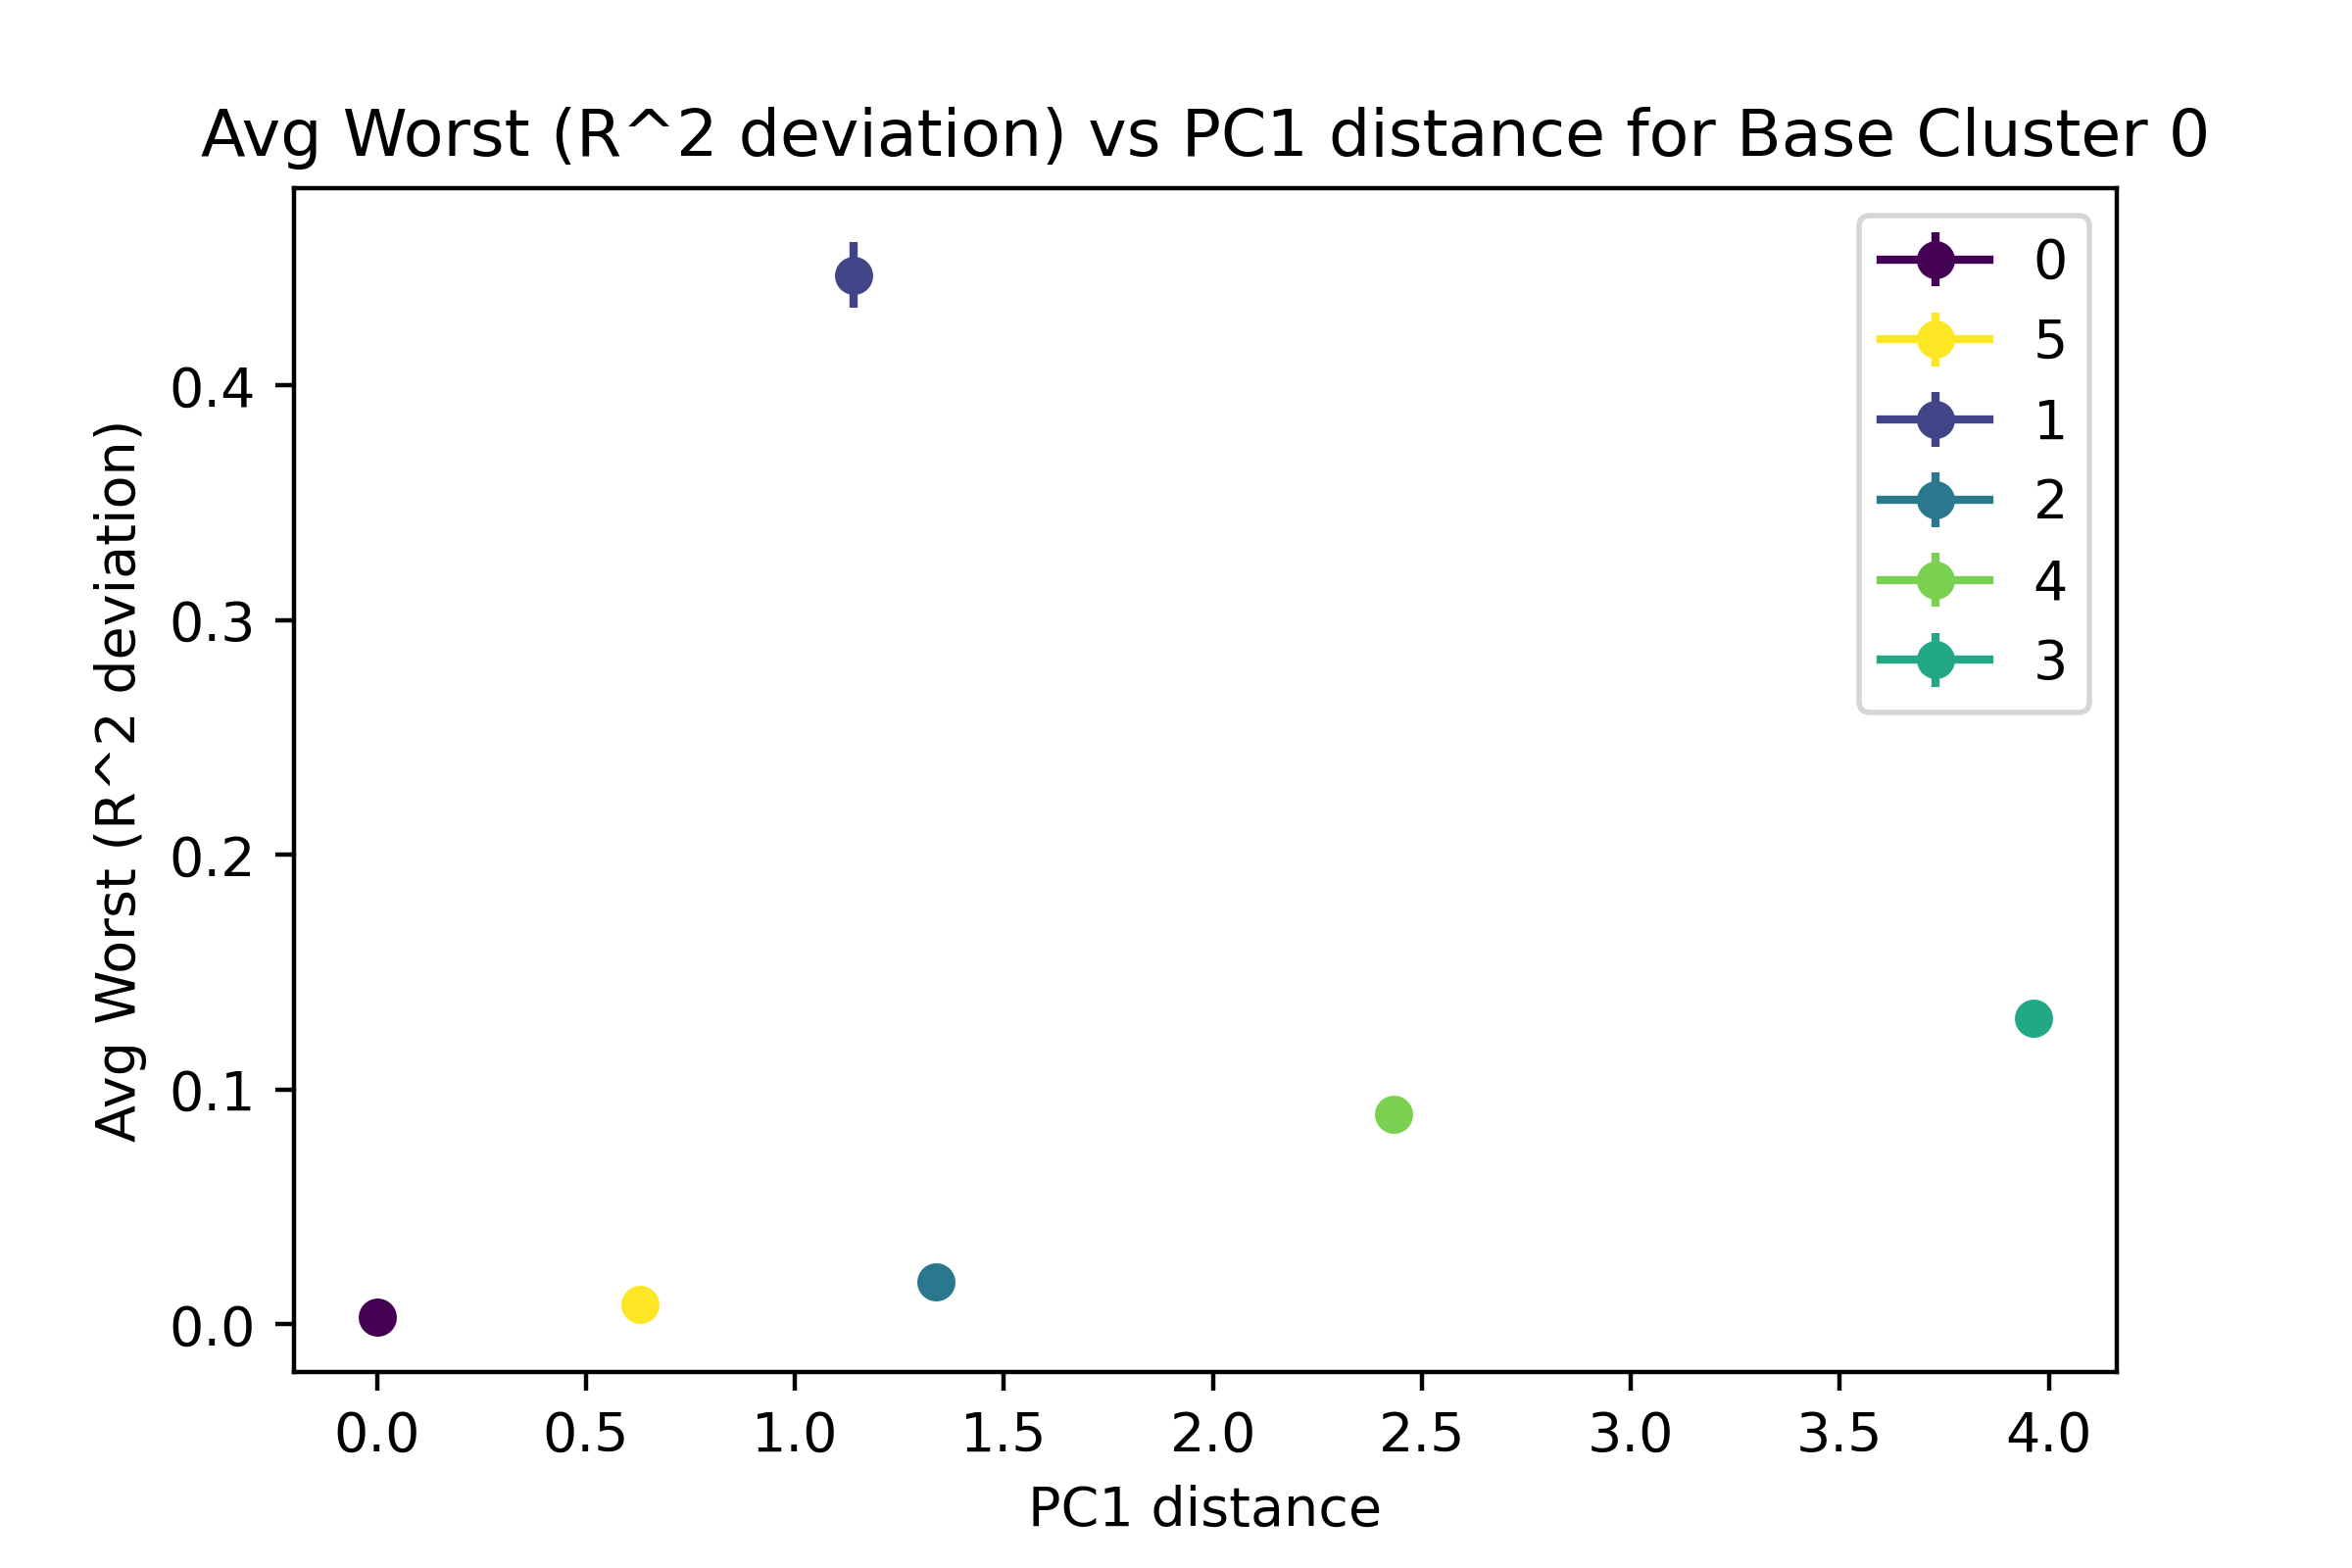 Avg Worst (R^2 deviation) vs PC1 distance for Base Cluster 0
Avg Worst (R^2 deviation)
0.4
0.3
0.2
0.1
0.0
0
5
1
2
4
3
0.0 0.5 1.0 1.5 2.0 2.5 3.0 3.5 4.0
PC1 distance